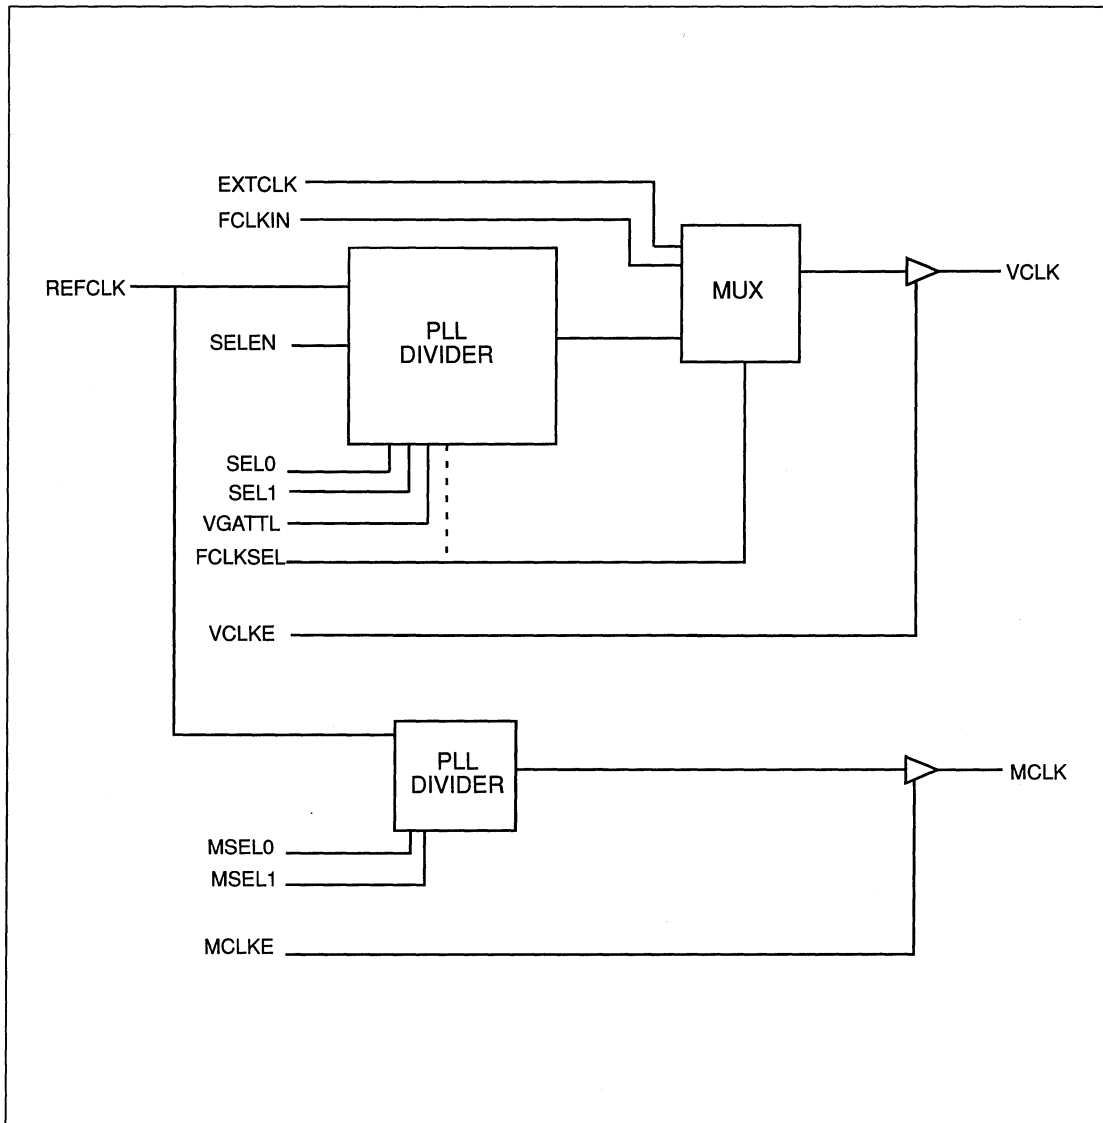 EXTCLK
FCLKIN
REFCLK
SELEN
PLL
DIVIDER
MUX
VCLK
SEL0
SEL1
VGATTL
FCLKSEL
VCLKE
PLL
DIVIDER
MCLK
MSEL0
MSEL1
MCLKE